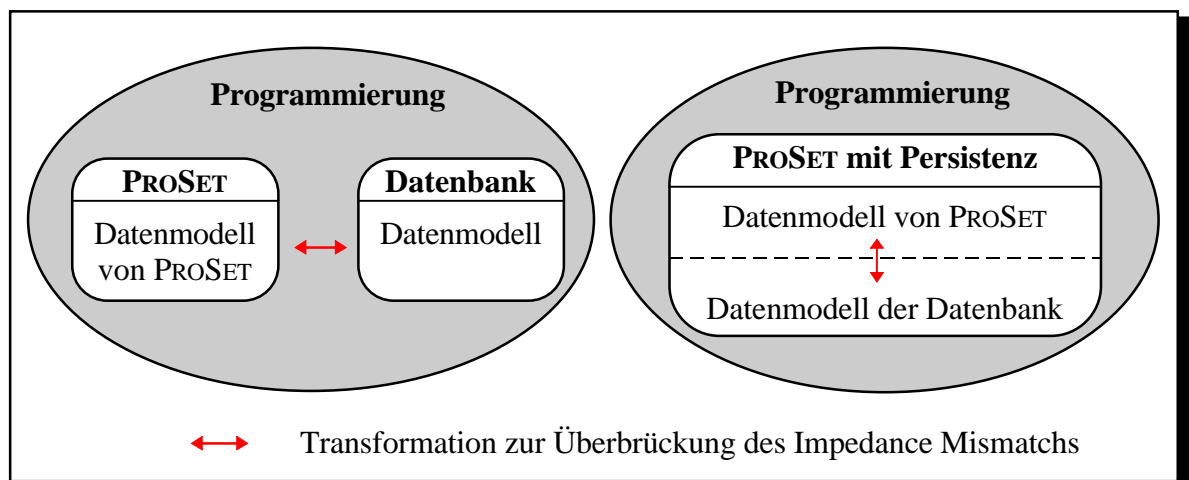 Programmierung
PROSET
Datenmodell
von PROSET
Datenbank
Datenmodell
Programmierung
PROSET mit Persistenz
Datenmodell von PROSET
Datenmodell der Datenbank
Transformation zur Überbrückung des Impedance Mismatchs